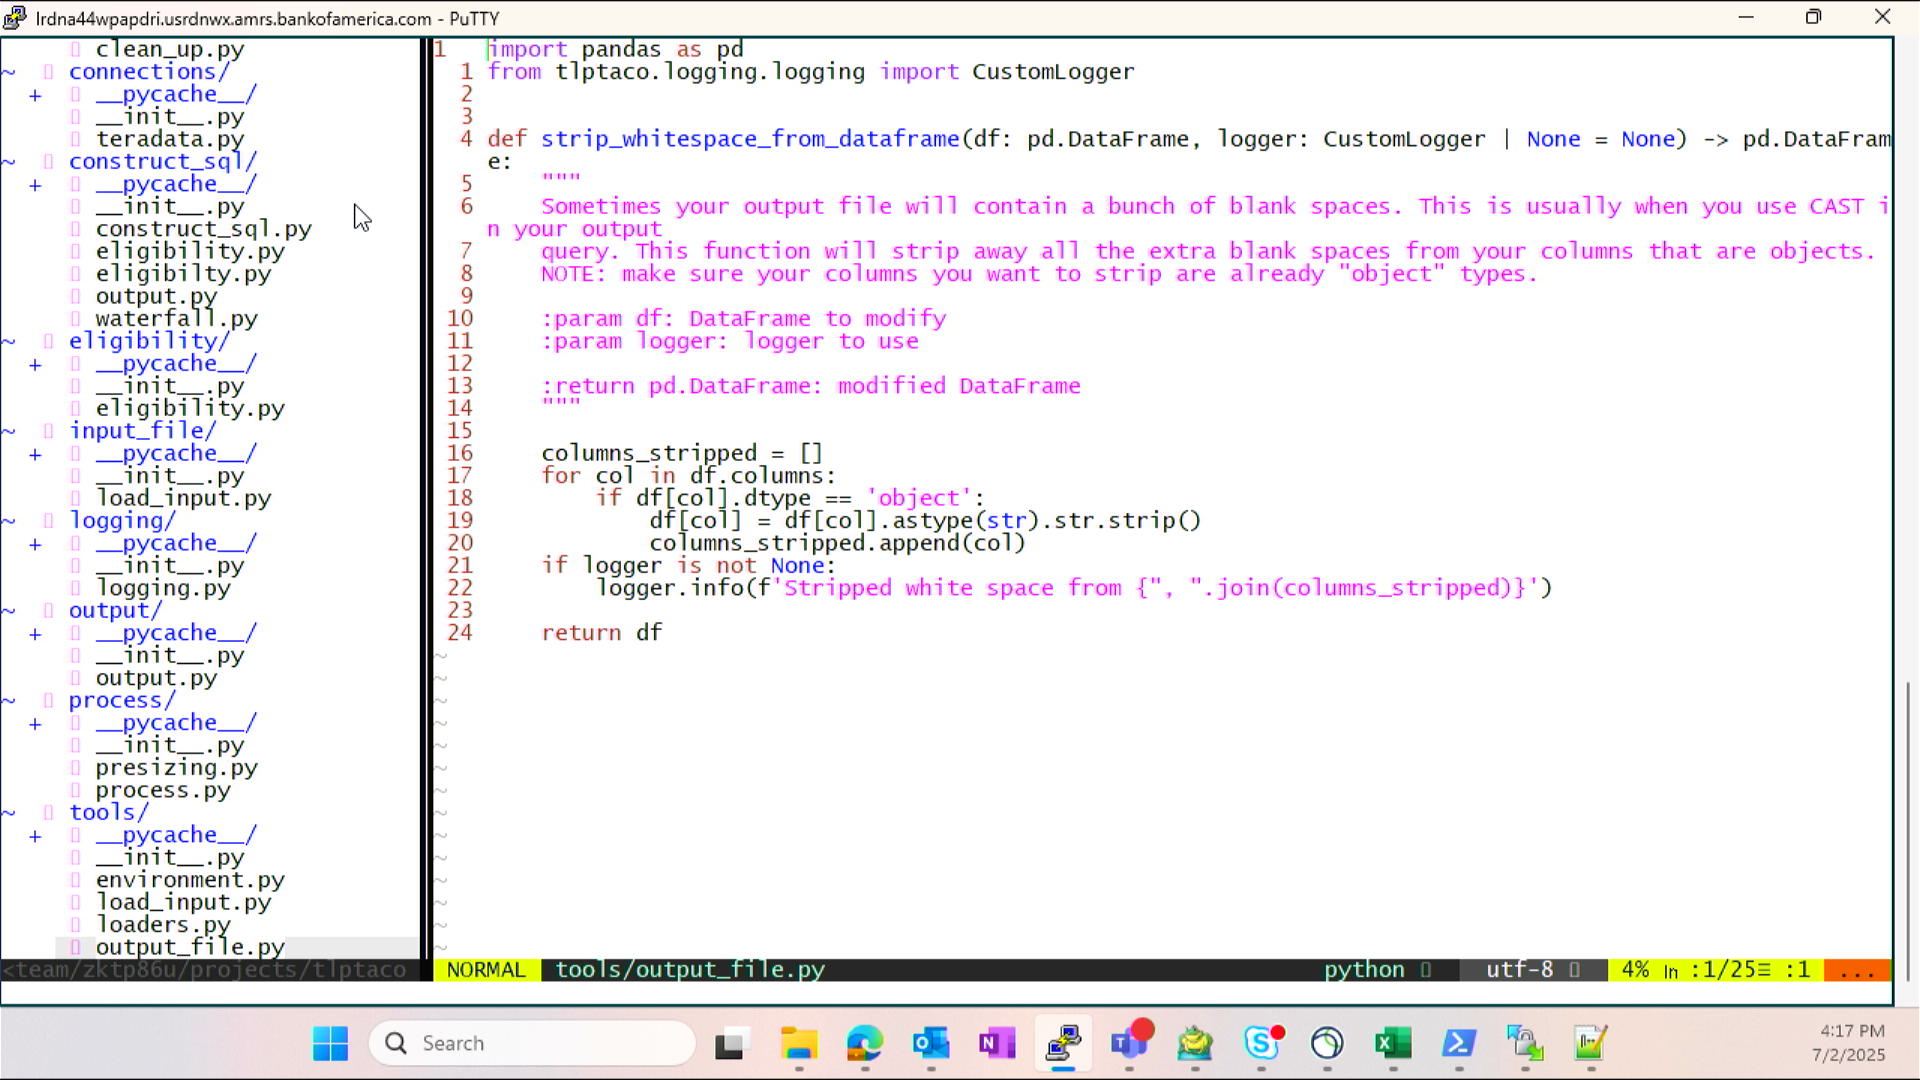 lrdna44wpapdri.usrdnwx.amrs.bankofamerica.com - PuTTY
clean_up.py
~ connections/
+ __pycache__/
__init__.py
teradata.py
~ construct_sql/
+ __pycache__/
__init__.py
construct_sql.py
eligibility.py
eligibilty.py
output.py
waterfall.py
~ eligibility/
+ __pycache__/
__init__.py
eligibility.py
~ input_file/
+ __pycache__/
__init__.py
load_input.py
~ logging/
+ __pycache__/
__init__.py
logging.py
~ output/
+ __pycache__/
__init__.py
output.py
~ process/
+ __pycache__/
__init__.py
presizing.py
process.py
~ tools/
+ __pycache__/
__init__.py
environment.py
load_input.py
loaders.py
output_file.py
<team/zktp86u/projects/tlptaco
1 import pandas as pd
1 from tlptaco.logging.logging import CustomLogger
2
3
4 def strip_whitespace_from_dataframe(df: pd.DataFrame, logger: CustomLogger | None = None) -> pd.DataFram
e:
5 """
6 Sometimes your output file will contain a bunch of blank spaces. This is usually when you use CAST i
n your output
7 query. This function will strip away all the extra blank spaces from your columns that are objects.
8 NOTE: make sure your columns you want to strip are already "object" types.
9
10 :param df: DataFrame to modify
11 :param logger: logger to use
12
13 :return pd.DataFrame: modified DataFrame
14 """
15
16 columns_stripped = []
17 for col in df.columns:
18 if df[col].dtype == 'object':
19 df[col] = df[col].astype(str).str.strip()
20 columns_stripped.append(col)
21 if logger is not None:
22 logger.info(f'Stripped white space from {", ".join(columns_stripped)}')
23
24 return df
~
~
~
~
~
~
~
~
~
~
~
~
~
~
NORMAL tools/output_file.py python utf-8 4% ln :1/25≡ :1 ...
Search
4:17 PM
7/2/2025